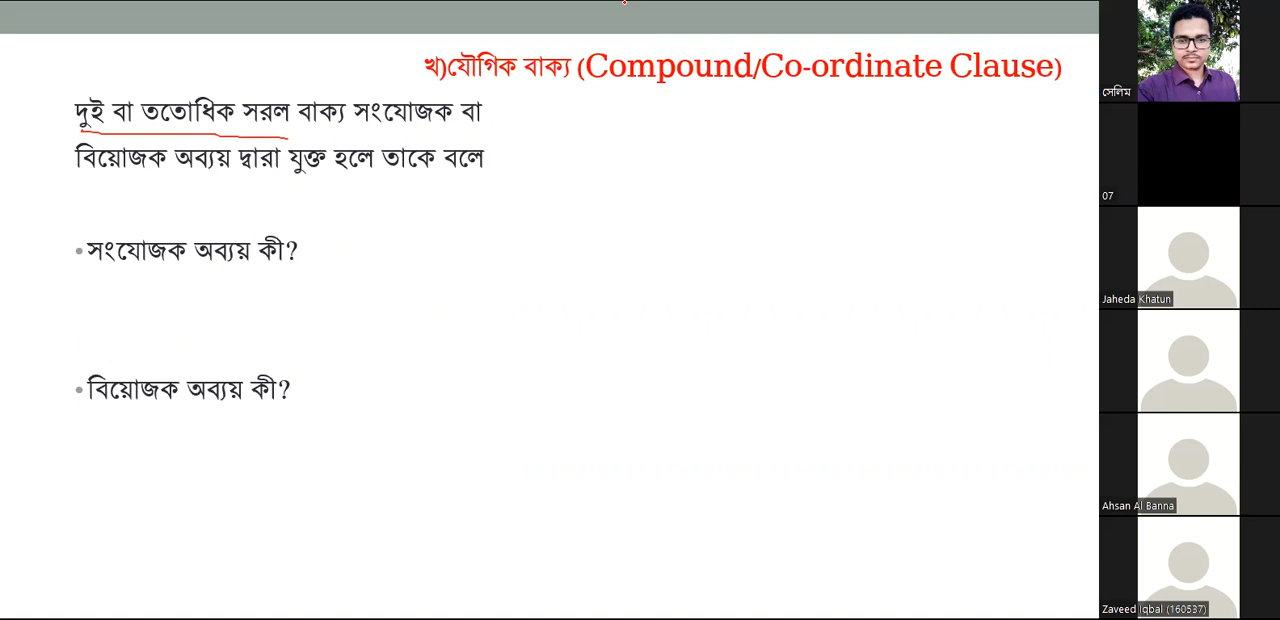 খ)যৌগিক বাক্য (Compound/Co-ordinate Clause)
দুই বা ততোধিক সরল বাক্য সংযোজক বা
বিয়োজক অব্যয় দ্বারা যুক্ত হলে তাকে বলে
• সংযোজক অব্যয় কী?
• বিয়োজক অব্যয় কী?
সেলিম
07
Jaheda Khatun
Ahsan Al Banna
Zaveed Iqbal (160537)